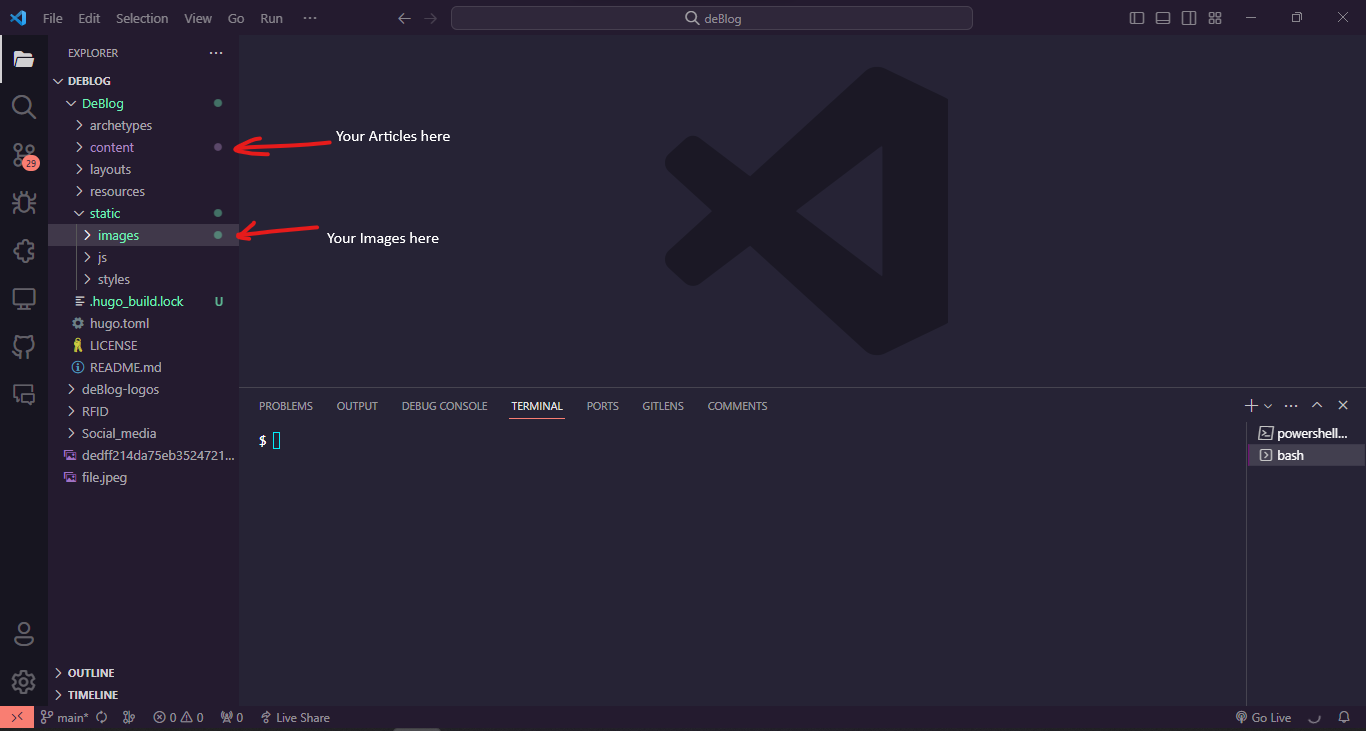 File Edit Selection View Go Run ···
deBlog
EXPLORER ···
DEBLOG
DeBlog
archetypes
content
Your Articles here
layouts
resources
static
images
Your Images here
js
styles
.hugo_build.lock U
hugo.toml
LICENSE
README.md
deBlog-logos
RFID
Social_media
dedff214da75eb3524721...
file.jpeg
OUTLINE
TIMELINE
29
PROBLEMS OUTPUT DEBUG CONSOLE TERMINAL PORTS GITLENS COMMENTS
$
powershell...
bash
main* 0 0 0 Live Share Go Live